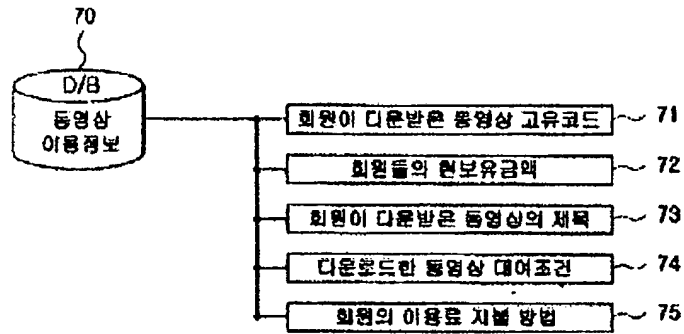 70
D/B
동영상
이용정보
회원이 다운받은 동영상 고유코드
71
회원들의 현보유금액
72
회원이 다운받은 동영상의 제목
73
다운로드한 동영상 대여조건
74
회원의 이용료 지불 방법
75